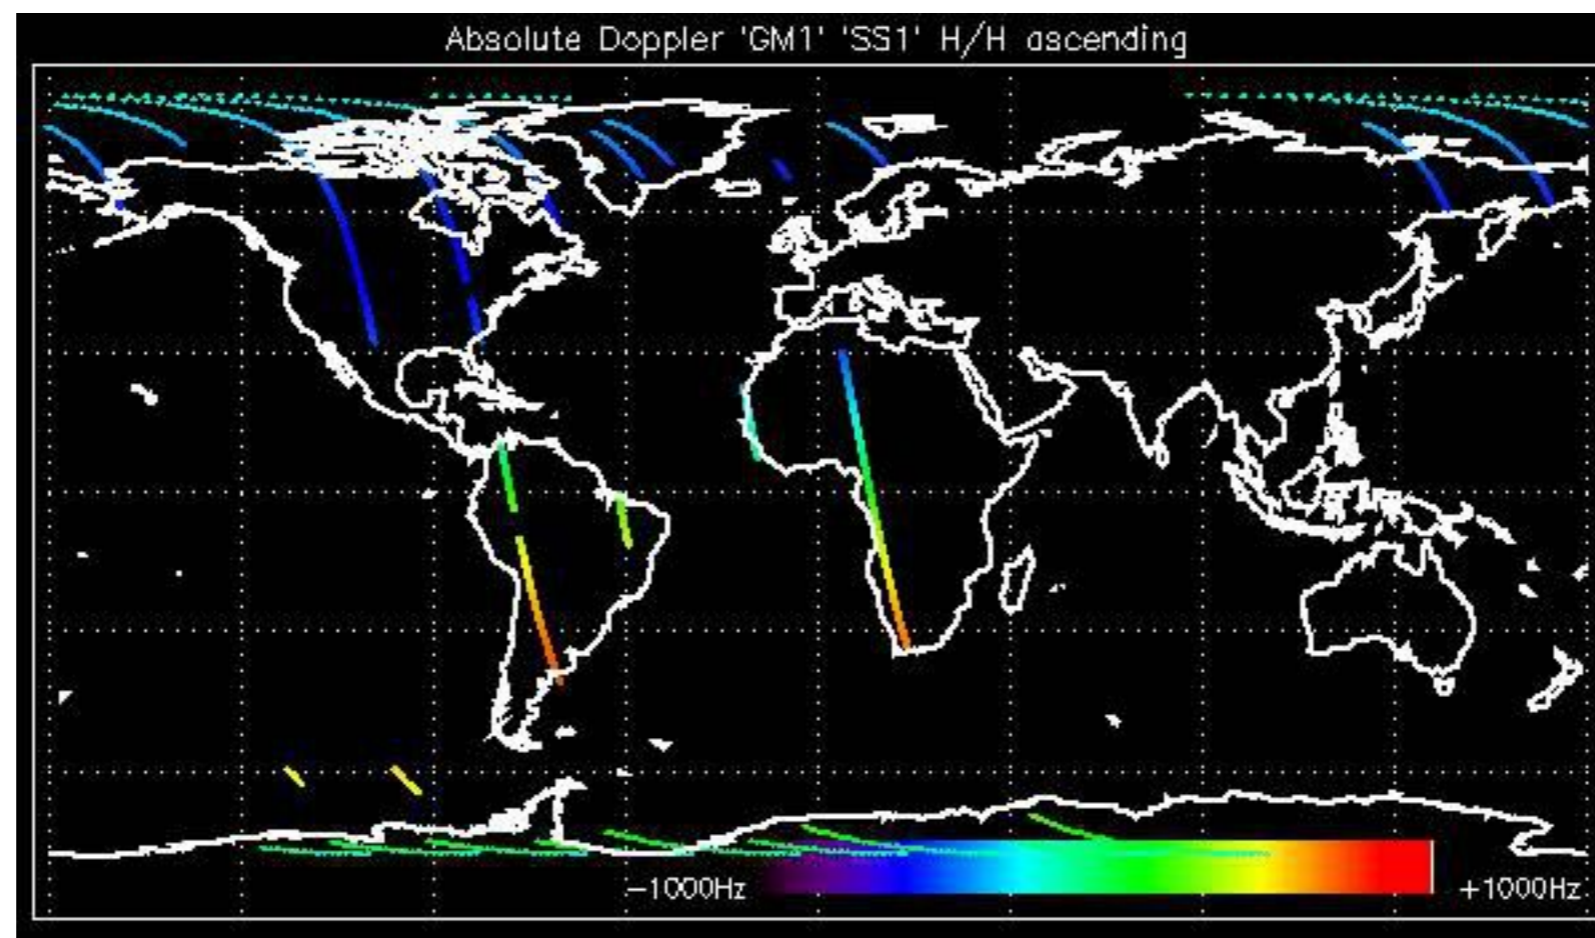 Absolute Doppler 'GM1' 'SS1' H/H ascending
−1000Hz
+1000Hz